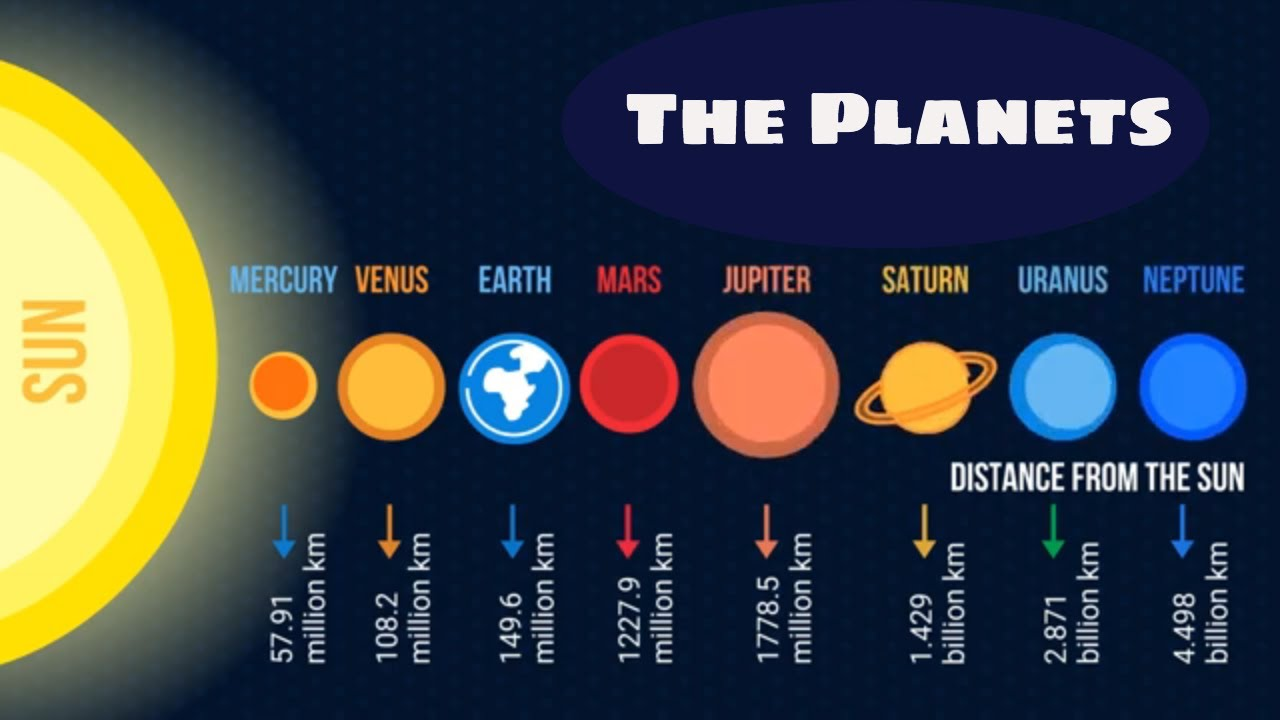 The Planets
SUN
MERCURY
VENUS
EARTH
MARS
JUPITER
SATURN
URANUS
NEPTUNE
DISTANCE FROM THE SUN
57.91
million km
108.2
million km
149.6
million km
1227.9
million km
1778.5
million km
1.429
billion km
2.871
billion km
4.498
billion km